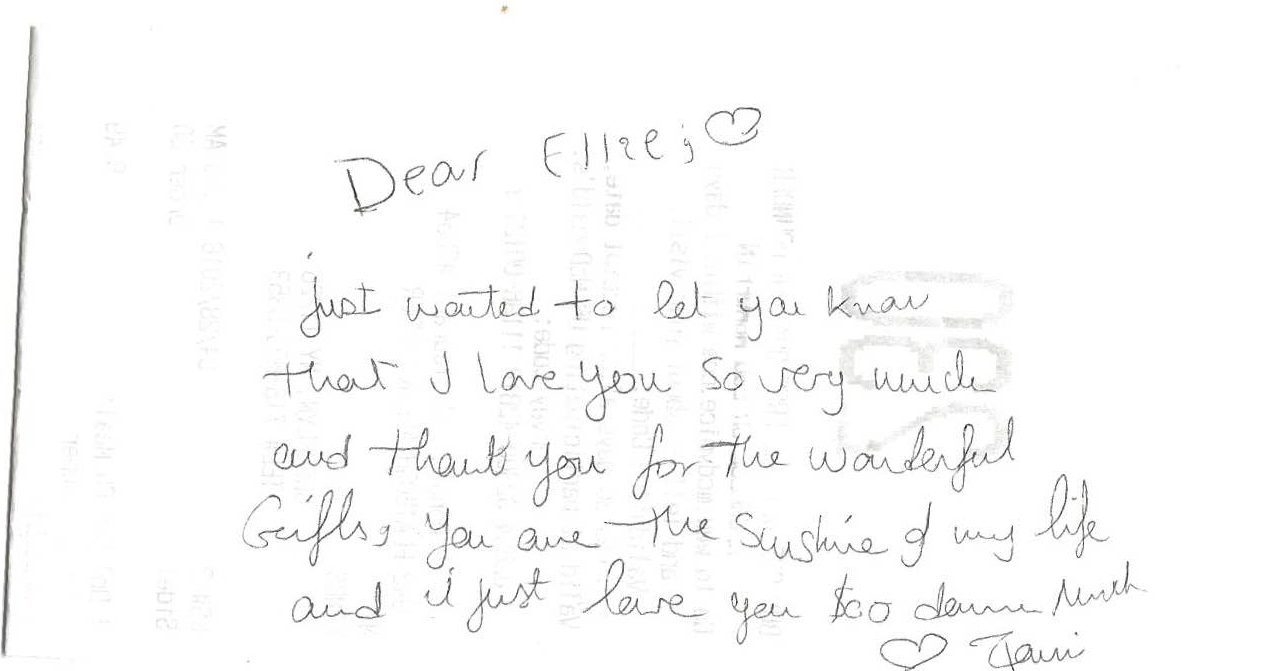 Dear Ellie;
just wanted to let you know
that I love you so very much
and thank you for the wonderful
Gifts, You are the Sunshine of my life
and i just love you too damn Much